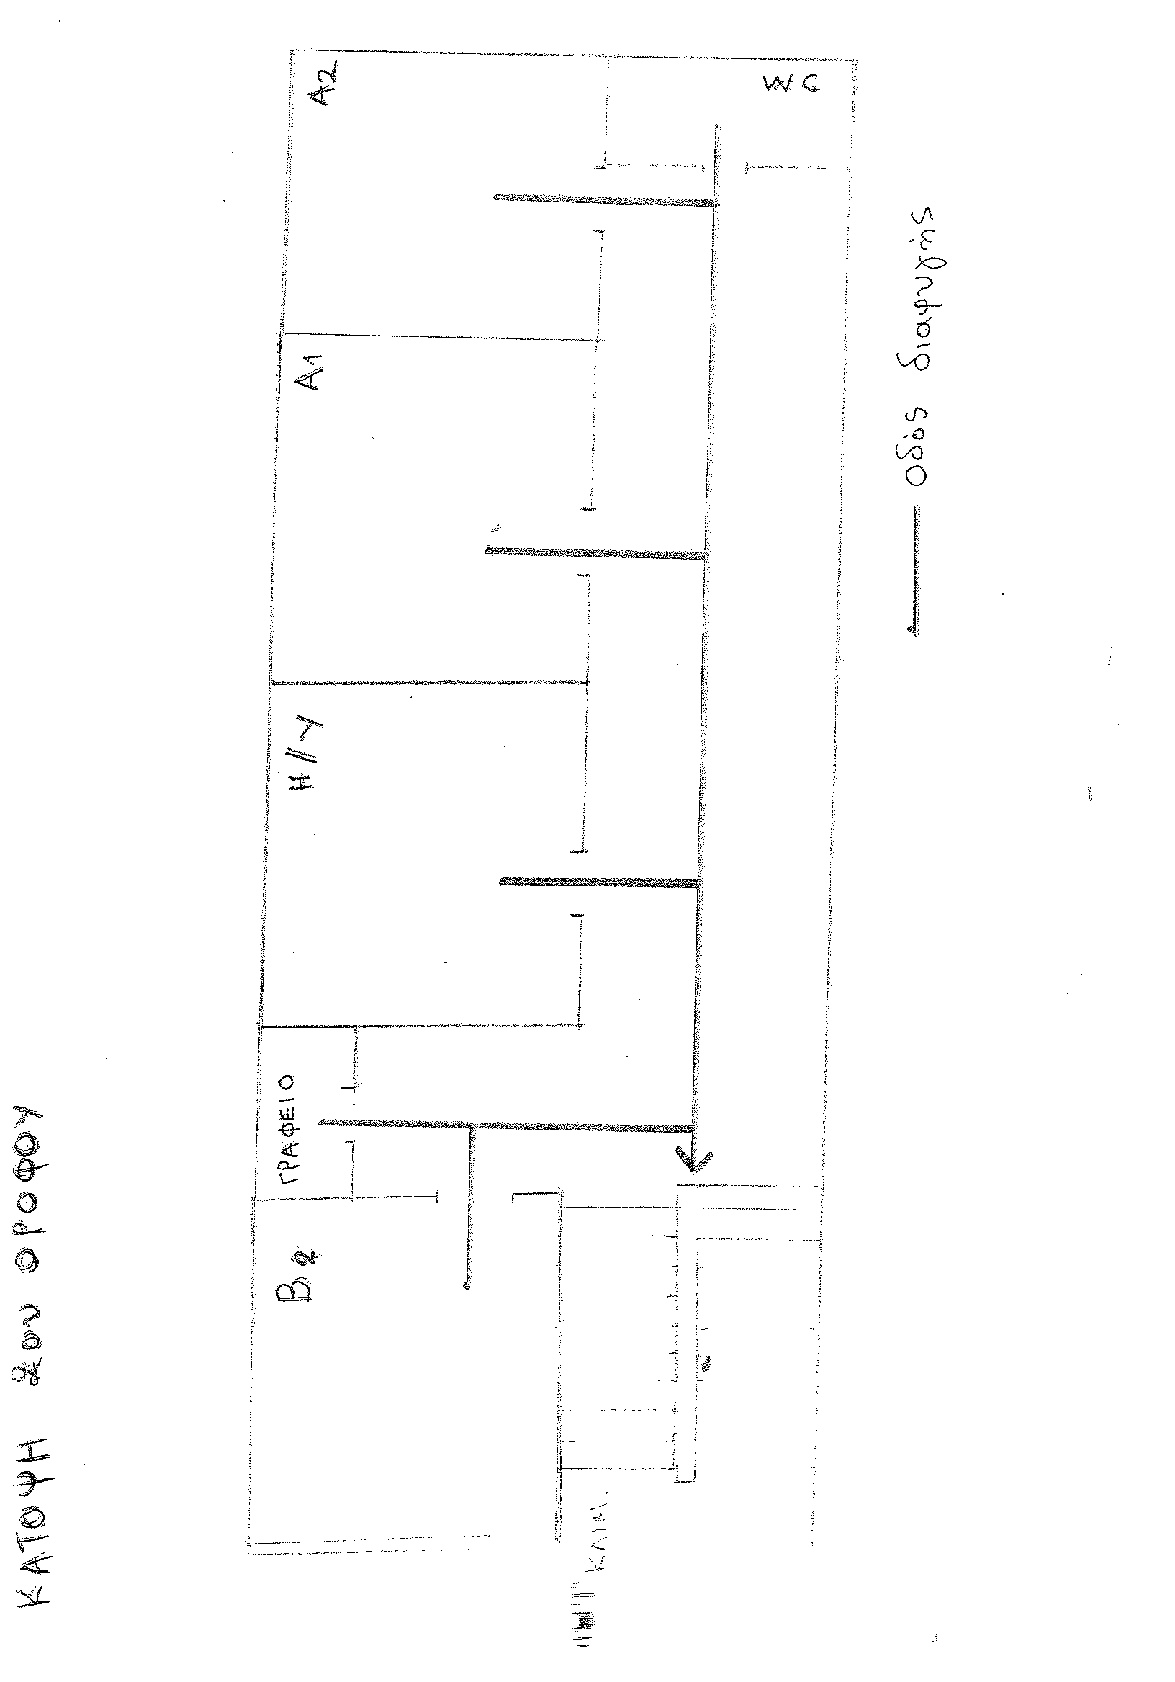 ΚΑΤΟΨΗ 2ου ΟΡΟΦΟΥ
Β2
ΓΡΑΦΕΙΟ
Η/Υ
Α1
Α2
WC
ΚΛΙΜ.
οδός διαφυγής